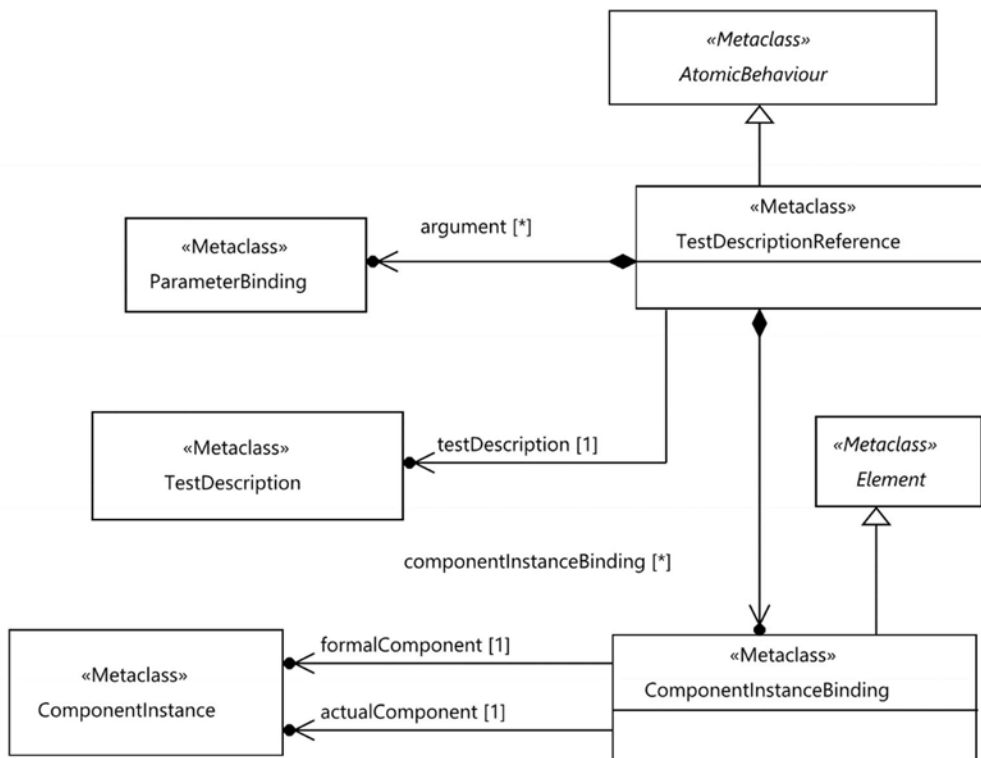 «Metaclass»
AtomicBehaviour
«Metaclass»
TestDescriptionReference
argument [*]
«Metaclass»
ParameterBinding
«Metaclass»
TestDescription
testDescription [1]
«Metaclass»
Element
componentInstanceBinding [*]
«Metaclass»
ComponentInstance
formalComponent [1]
actualComponent [1]
«Metaclass»
ComponentInstanceBinding